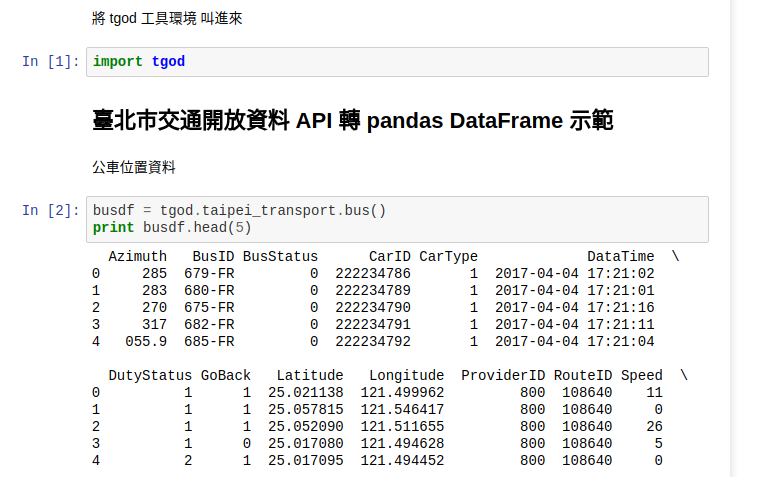 將 tgod 工具環境 叫進來
In [1]: import tgod
臺北市交通開放資料 API 轉 pandas DataFrame 示範
公車位置資料
In [2]: busdf = tgod.taipei_transport.bus()
print busdf.head(5)
  Azimuth   BusID BusStatus      CarID CarType             DataTime  \
0     285  679-FR         0  222234786       1  2017-04-04 17:21:02
1     283  680-FR         0  222234789       1  2017-04-04 17:21:01
2     270  675-FR         0  222234790       1  2017-04-04 17:21:16
3     317  682-FR         0  222234791       1  2017-04-04 17:21:11
4   055.9  685-FR         0  222234792       1  2017-04-04 17:21:04
  DutyStatus GoBack   Latitude   Longitude  ProviderID RouteID Speed  \
0          1      1  25.021138  121.499962         800  108640    11
1          1      1  25.057815  121.546417         800  108640     0
2          1      1  25.052090  121.511655         800  108640    26
3          1      0  25.017080  121.494628         800  108640     5
4          2      1  25.017095  121.494452         800  108640     0